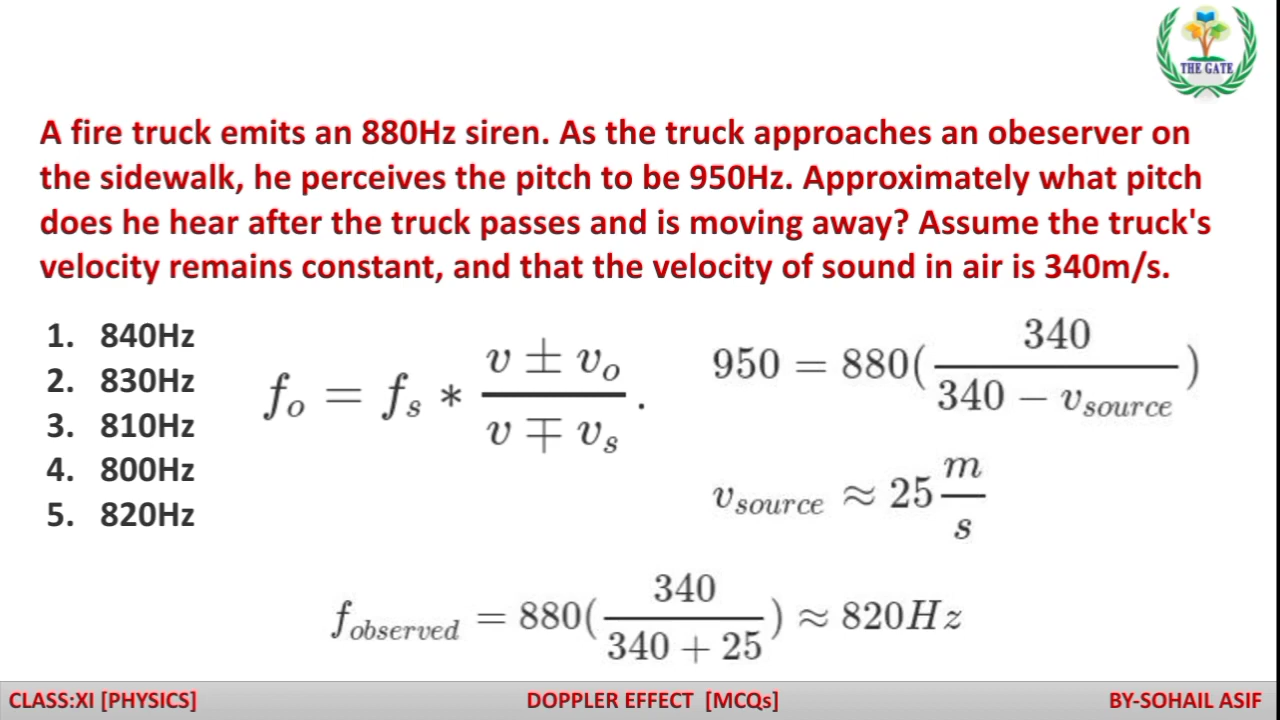 THE GATE
A fire truck emits an 880Hz siren. As the truck approaches an obeserver on
the sidewalk, he perceives the pitch to be 950Hz. Approximately what pitch
does he hear after the truck passes and is moving away? Assume the truck's
velocity remains constant, and that the velocity of sound in air is 340m/s.
1. 840Hz
2. 830Hz
3. 810Hz
4. 800Hz
5. 820Hz
f_o = f_s * (v ± v_o)/(v ∓ v_s).
950 = 880(340/(340 − v_source))
v_source ≈ 25 m/s
f_observed = 880(340/(340 + 25)) ≈ 820Hz
CLASS:XI [PHYSICS] DOPPLER EFFECT [MCQs] BY-SOHAIL ASIF